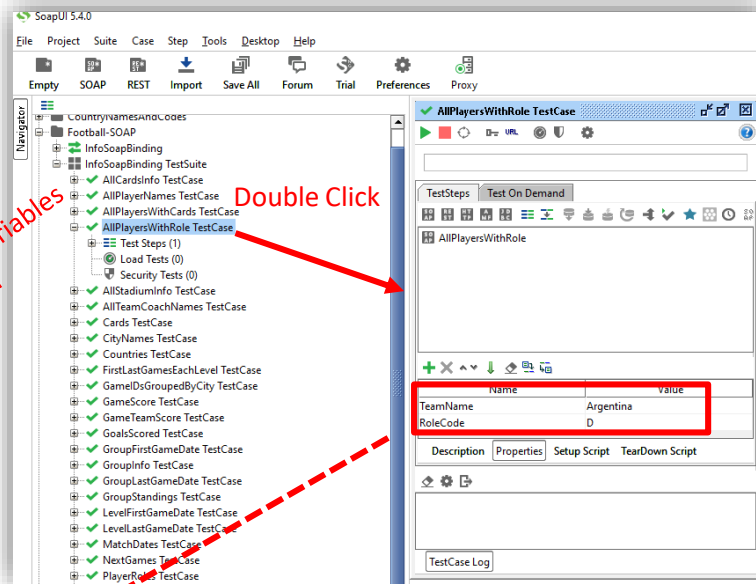 SoapUI 5.4.0
File Project Suite Case Step Tools Desktop Help
Empty SOAP REST Import Save All Forum Trial Preferences Proxy
Navigator
CountryNamesAndCodes
Football-SOAP
InfoSoapBinding
InfoSoapBinding TestSuite
AllCardsInfo TestCase
AllPlayerNames TestCase
AllPlayersWithCards TestCase
AllPlayersWithRole TestCase
Test Steps (1)
Load Tests (0)
Security Tests (0)
AllStadiumInfo TestCase
AllTeamCoachNames TestCase
Cards TestCase
CityNames TestCase
Countries TestCase
FirstLastGamesEachLevel TestCase
GameIDsGroupedByCity TestCase
GameScore TestCase
GameTeamScore TestCase
GoalsScored TestCase
GroupFirstGameDate TestCase
GroupInfo TestCase
GroupLastGameDate TestCase
GroupStandings TestCase
LevelFirstGameDate TestCase
LevelLastGameDate TestCase
MatchDates TestCase
NextGames TestCase
PlayerRoles TestCase
Double Click
AllPlayersWithRole TestCase
URL
TestSteps Test On Demand
AllPlayersWithRole
Name Value
TeamName Argentina
RoleCode D
Description Properties Setup Script TearDown Script
TestCase Log